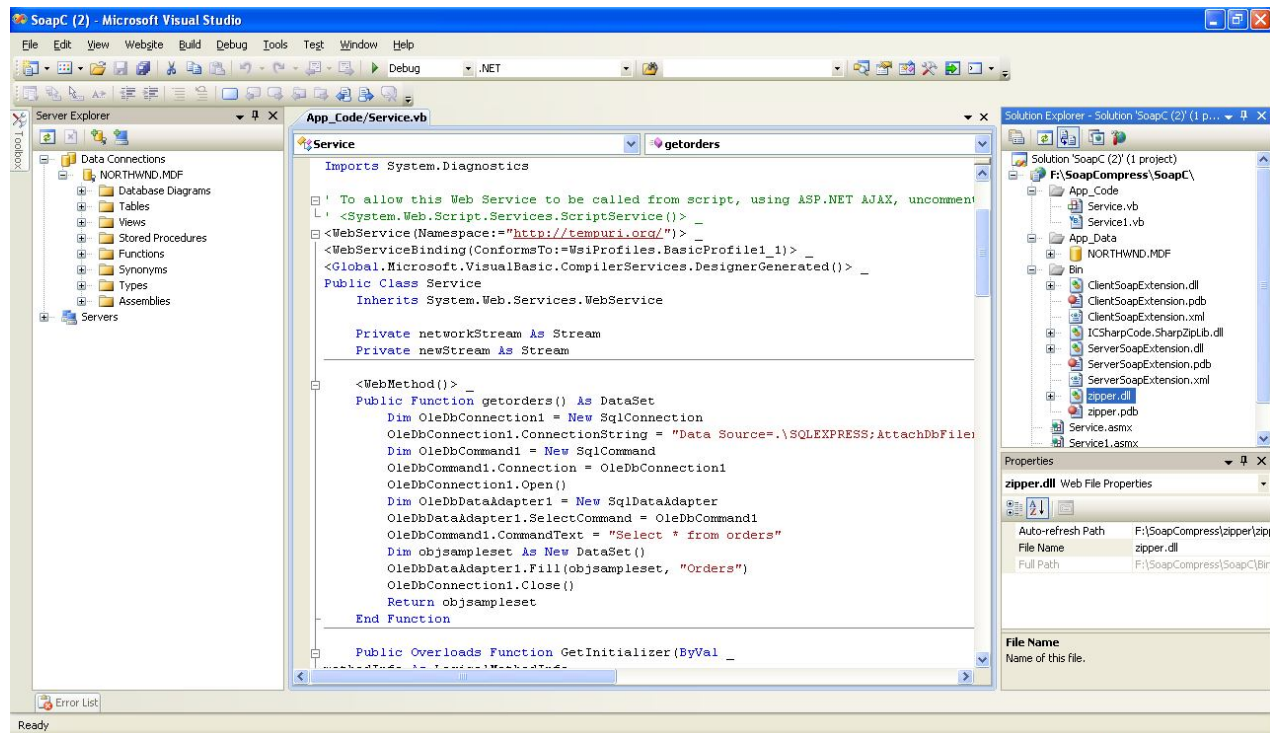 SoapC (2) - Microsoft Visual Studio
File Edit View Website Build Debug Tools Test Window Help
Debug .NET
Server Explorer
Toolbox
Data Connections
NORTHWND.MDF
Database Diagrams
Tables
Views
Stored Procedures
Functions
Synonyms
Types
Assemblies
Servers
App_Code/Service.vb
Service getorders
Imports System.Diagnostics
' To allow this Web Service to be called from script, using ASP.NET AJAX, uncomment
' <System.Web.Script.Services.ScriptService()> _
<WebService(Namespace:="http://tempuri.org/")> _
<WebServiceBinding(ConformsTo:=WsiProfiles.BasicProfile1_1)> _
<Global.Microsoft.VisualBasic.CompilerServices.DesignerGenerated()> _
Public Class Service
Inherits System.Web.Services.WebService
Private networkStream As Stream
Private newStream As Stream
<WebMethod()> _
Public Function getorders() As DataSet
Dim OleDbConnection1 = New SqlConnection
OleDbConnection1.ConnectionString = "Data Source=.\SQLEXPRESS;AttachDbFilen
Dim OleDbCommand1 = New SqlCommand
OleDbCommand1.Connection = OleDbConnection1
OleDbConnection1.Open()
Dim OleDbDataAdapter1 = New SqlDataAdapter
OleDbDataAdapter1.SelectCommand = OleDbCommand1
OleDbCommand1.CommandText = "Select * from orders"
Dim objsampleset As New DataSet()
OleDbDataAdapter1.Fill(objsampleset, "Orders")
OleDbConnection1.Close()
Return objsampleset
End Function
Public Overloads Function GetInitializer(ByVal _
Solution Explorer - Solution 'SoapC (2)' (1 p...
Solution 'SoapC (2)' (1 project)
F:\SoapCompress\SoapC\
App_Code
Service.vb
Service1.vb
App_Data
NORTHWND.MDF
Bin
ClientSoapExtension.dll
ClientSoapExtension.pdb
ClientSoapExtension.xml
ICSharpCode.SharpZipLib.dll
ServerSoapExtension.dll
ServerSoapExtension.pdb
ServerSoapExtension.xml
zipper.dll
zipper.pdb
Service.asmx
Service1.asmx
Properties
zipper.dll Web File Properties
Auto-refresh Path F:\SoapCompress\zipper\zip
File Name zipper.dll
Full Path F:\SoapCompress\SoapC\Bin
File Name
Name of this file.
Error List
Ready